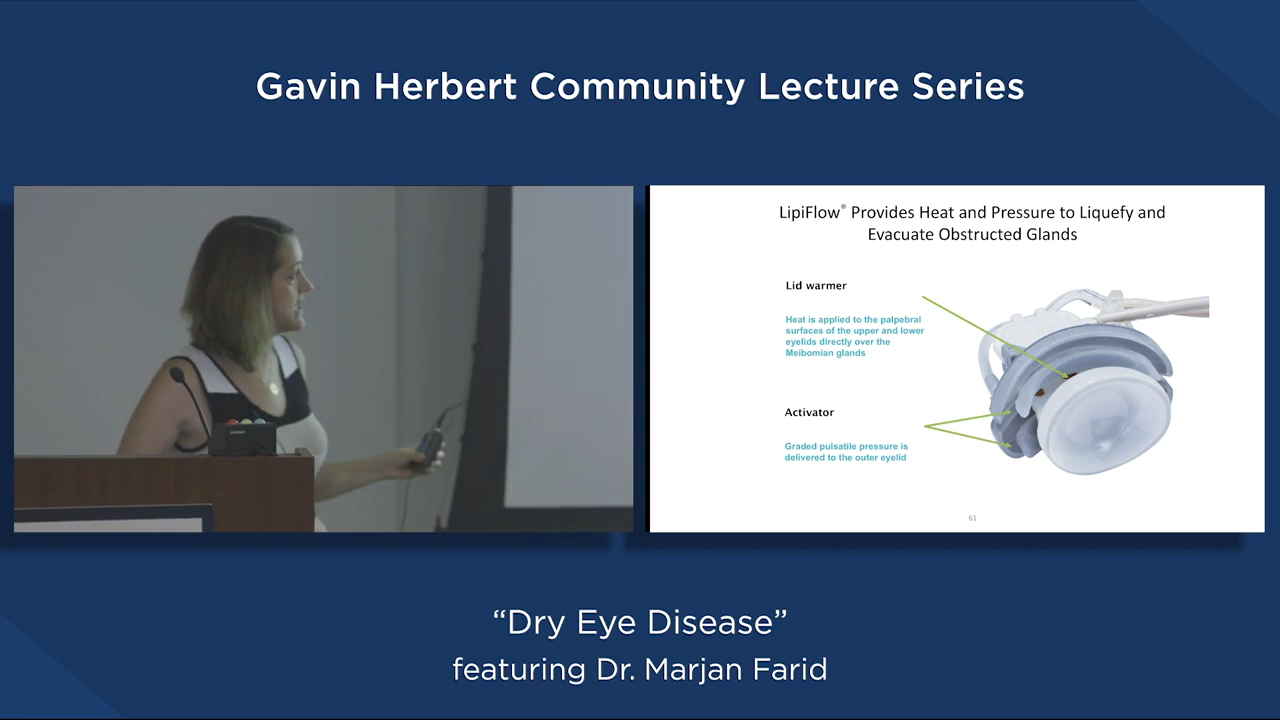 Gavin Herbert Community Lecture Series
LipiFlow® Provides Heat and Pressure to Liquefy and
Evacuate Obstructed Glands
Lid warmer
Heat is applied to the palpebral
surfaces of the upper and lower
eyelids directly over the
Meibomian glands
Activator
Graded pulsatile pressure is
delivered to the outer eyelid
61
“Dry Eye Disease”
featuring Dr. Marjan Farid